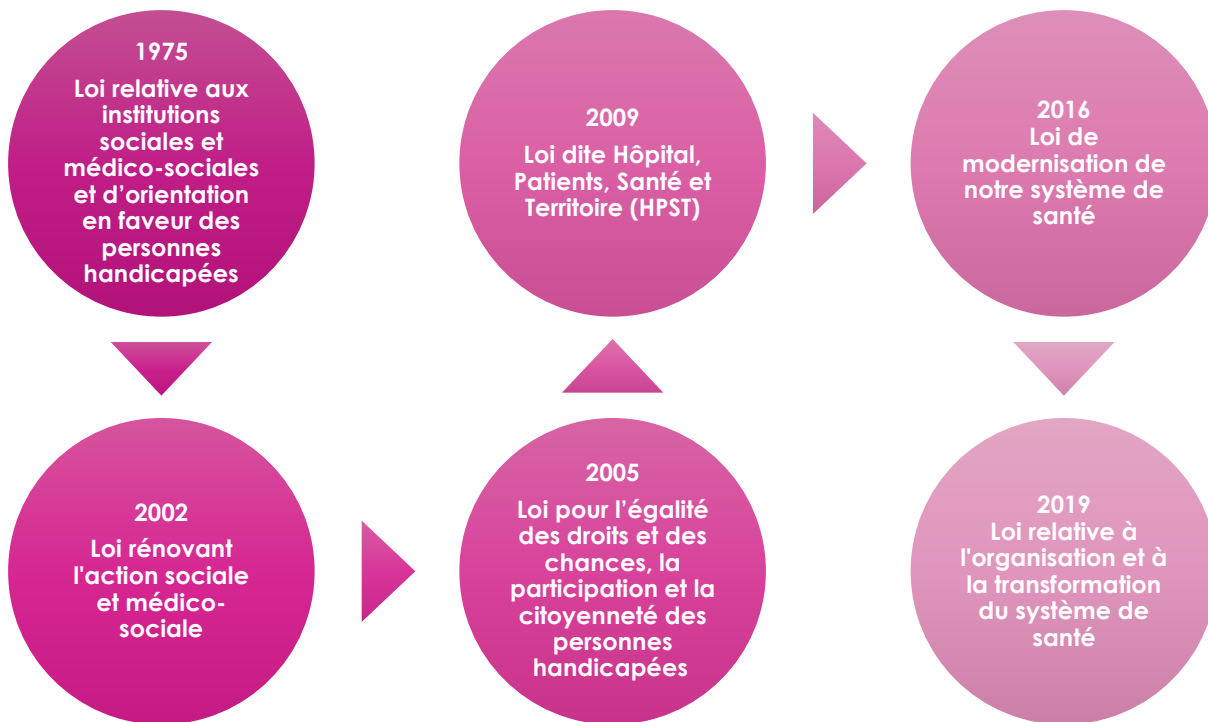 1975
Loi relative aux
institutions
sociales et
médico-sociales
et d’orientation
en faveur des
personnes
handicapées
2002
Loi rénovant
l'action sociale
et médico-
sociale
2005
Loi pour l’égalité
des droits et des
chances, la
participation et la
citoyenneté des
personnes
handicapées
2009
Loi dite Hôpital,
Patients, Santé et
Territoire (HPST)
2016
Loi de
modernisation de
notre système de
santé
2019
Loi relative à
l'organisation et à
la transformation
du système de
santé